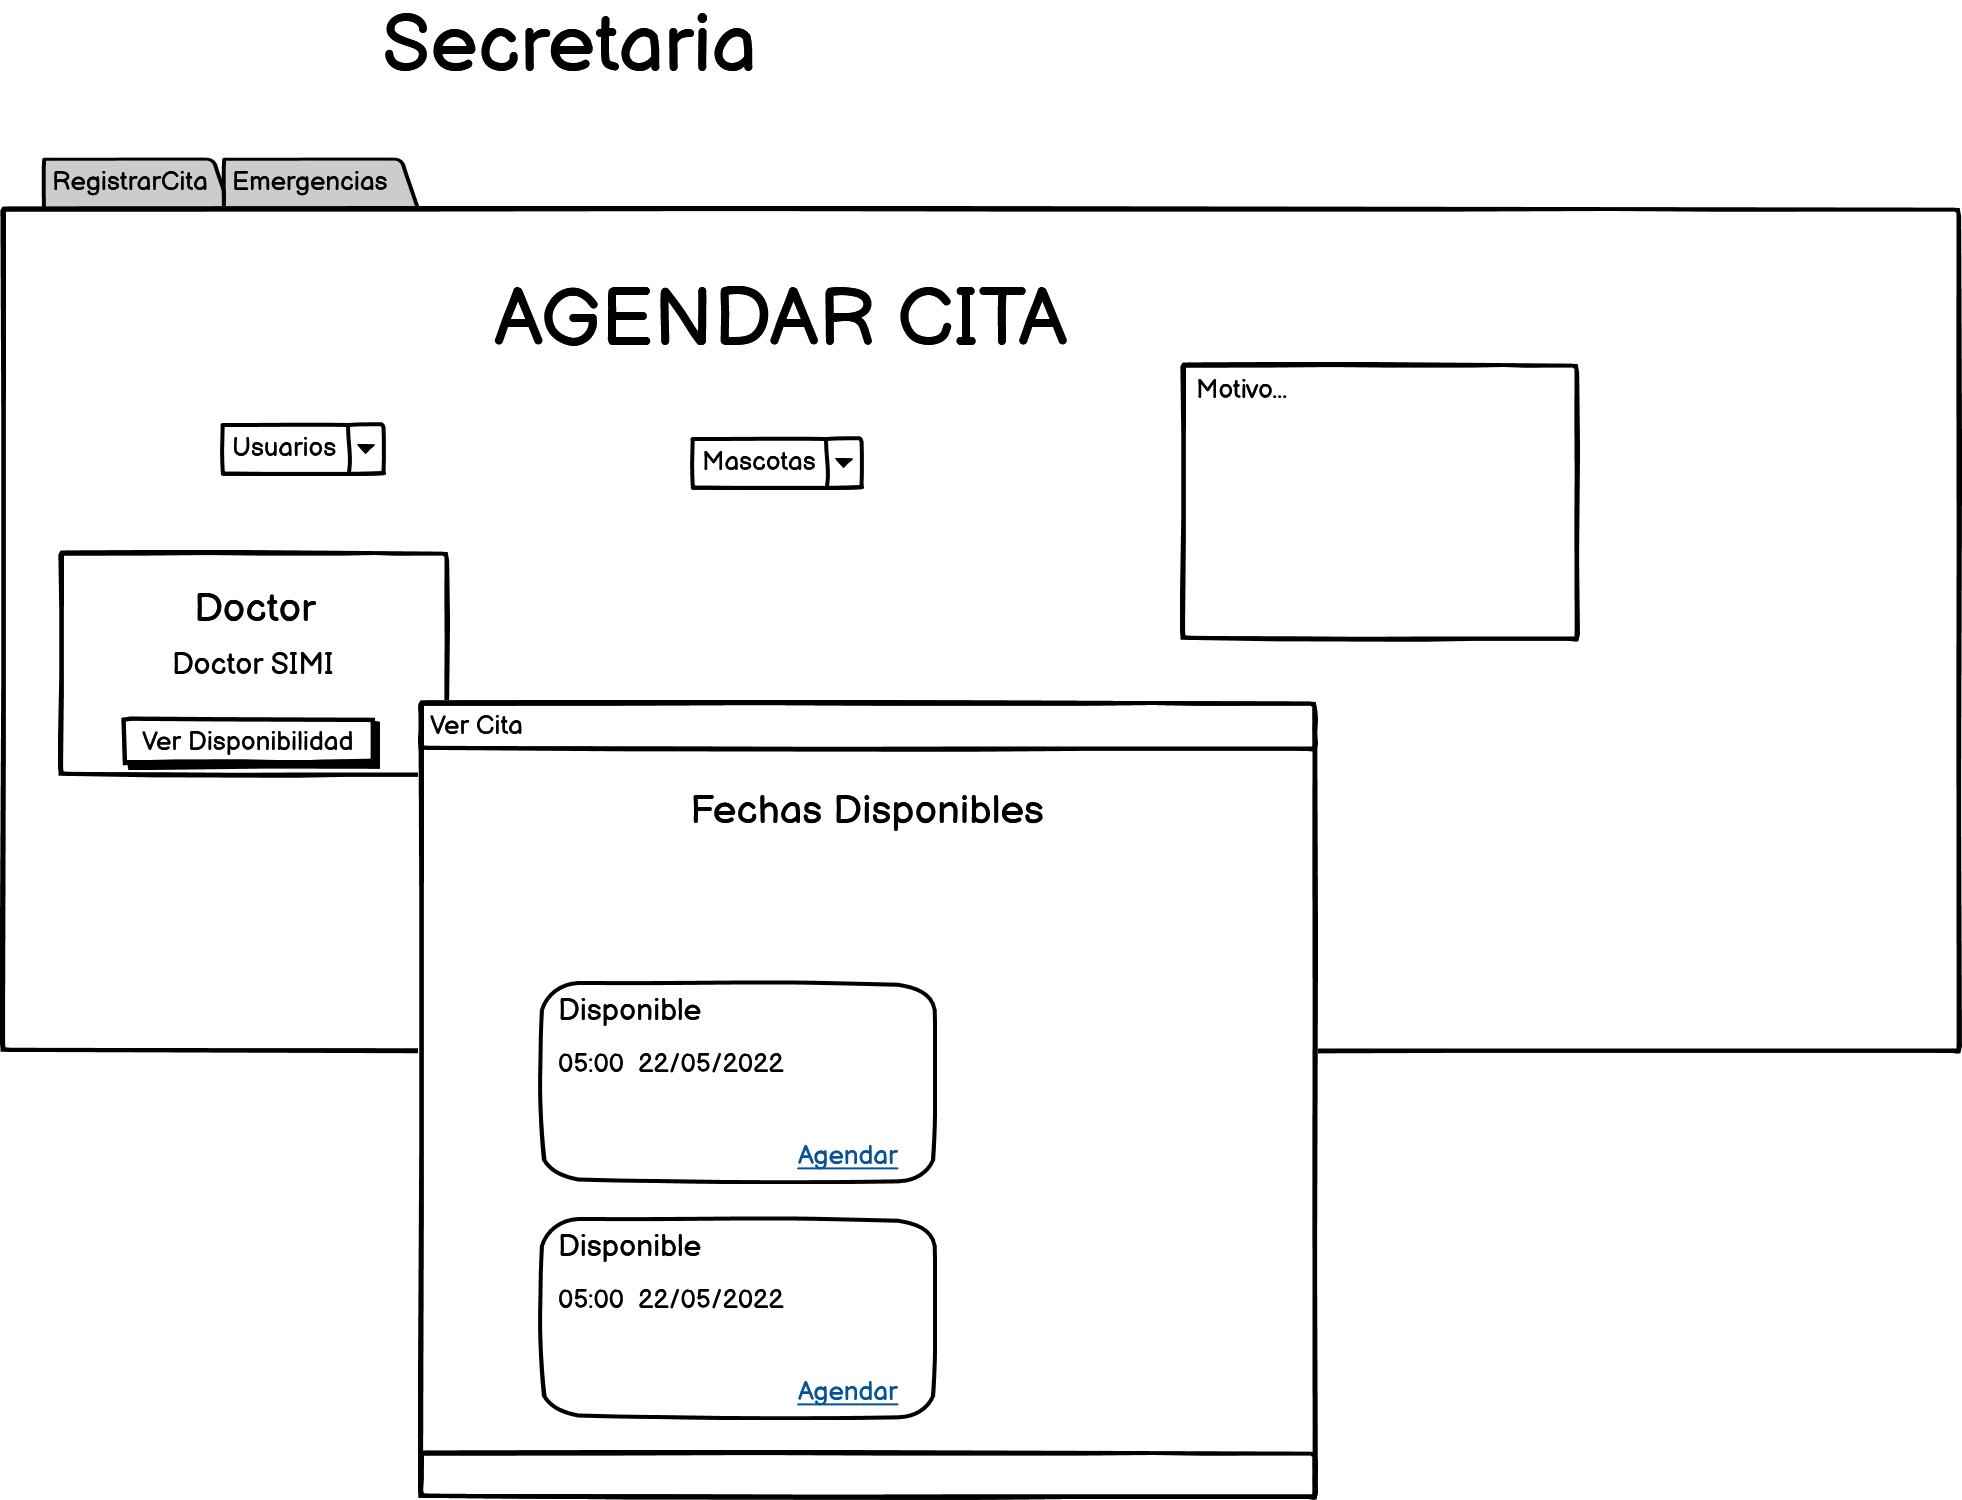 Secretaria
RegistrarCita
Emergencias
AGENDAR CITA
Motivo...
Usuarios
Mascotas
Doctor
Doctor SIMI
Ver Disponibilidad
Ver Cita
Fechas Disponibles
Disponible
05:00 22/05/2022
Agendar
Disponible
05:00 22/05/2022
Agendar